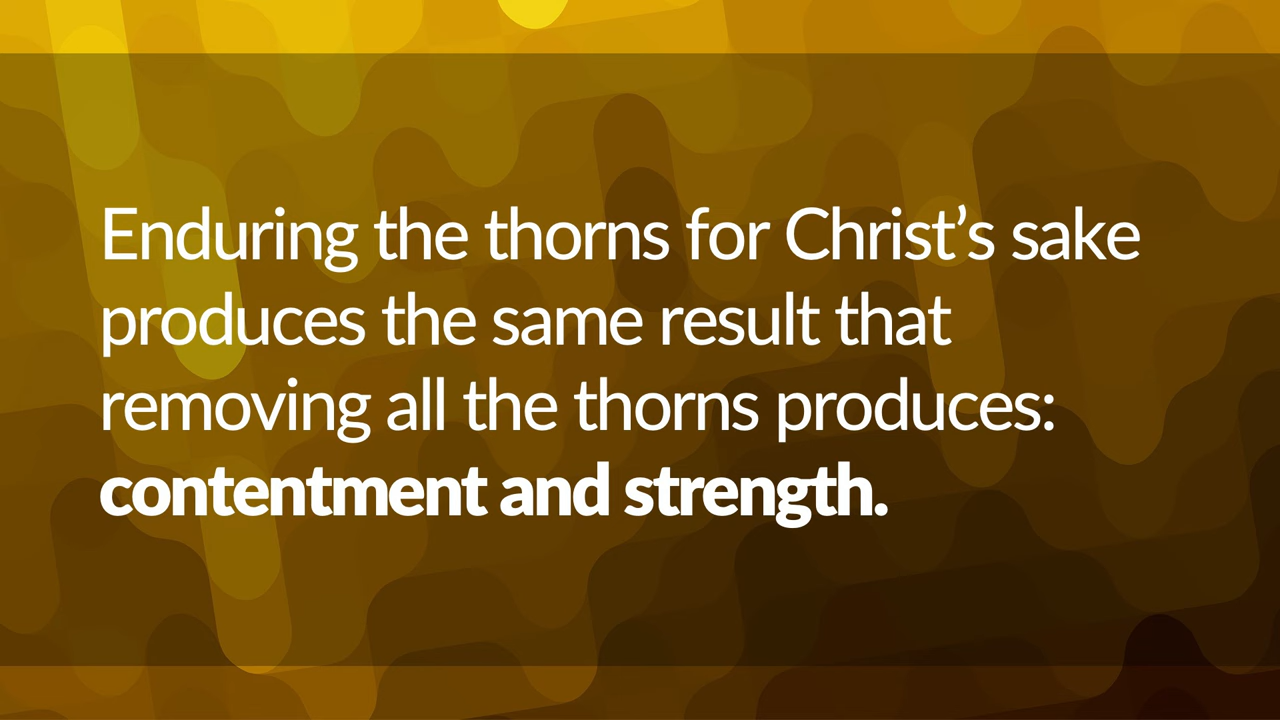 Enduring the thorns for Christ’s sake
produces the same result that
removing all the thorns produces:
contentment and strength.